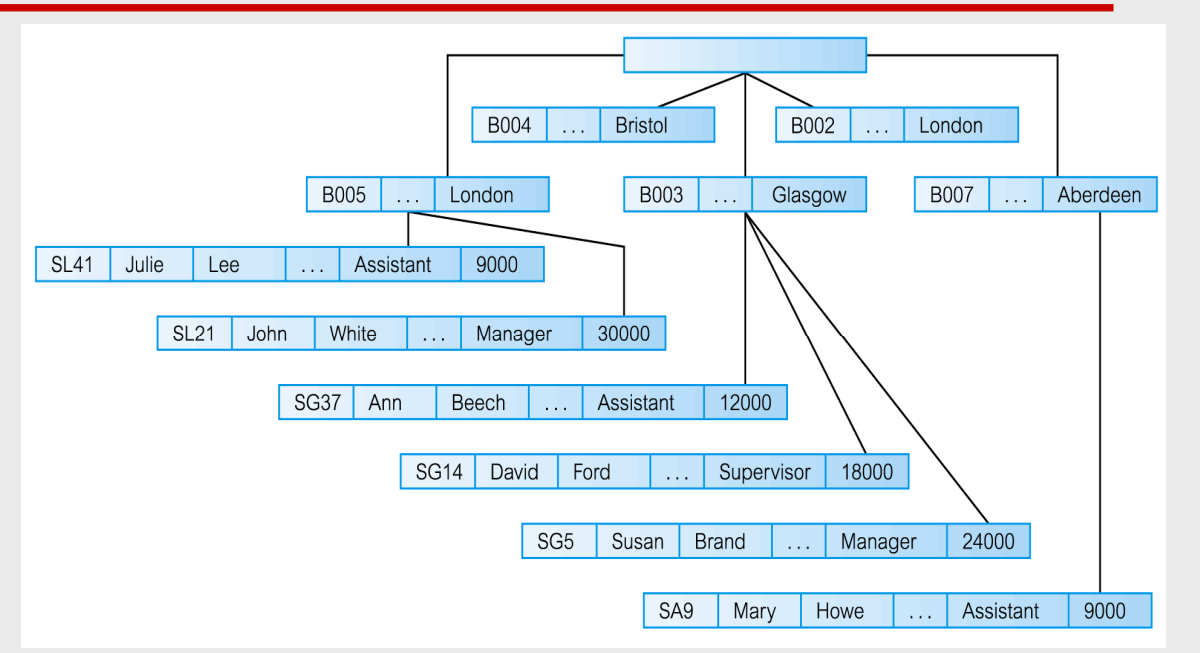 B004 ... Bristol
B002 ... London
B005 ... London
B003 ... Glasgow
B007 ... Aberdeen
SL41 Julie Lee ... Assistant 9000
SL21 John White ... Manager 30000
SG37 Ann Beech ... Assistant 12000
SG14 David Ford ... Supervisor 18000
SG5 Susan Brand ... Manager 24000
SA9 Mary Howe ... Assistant 9000